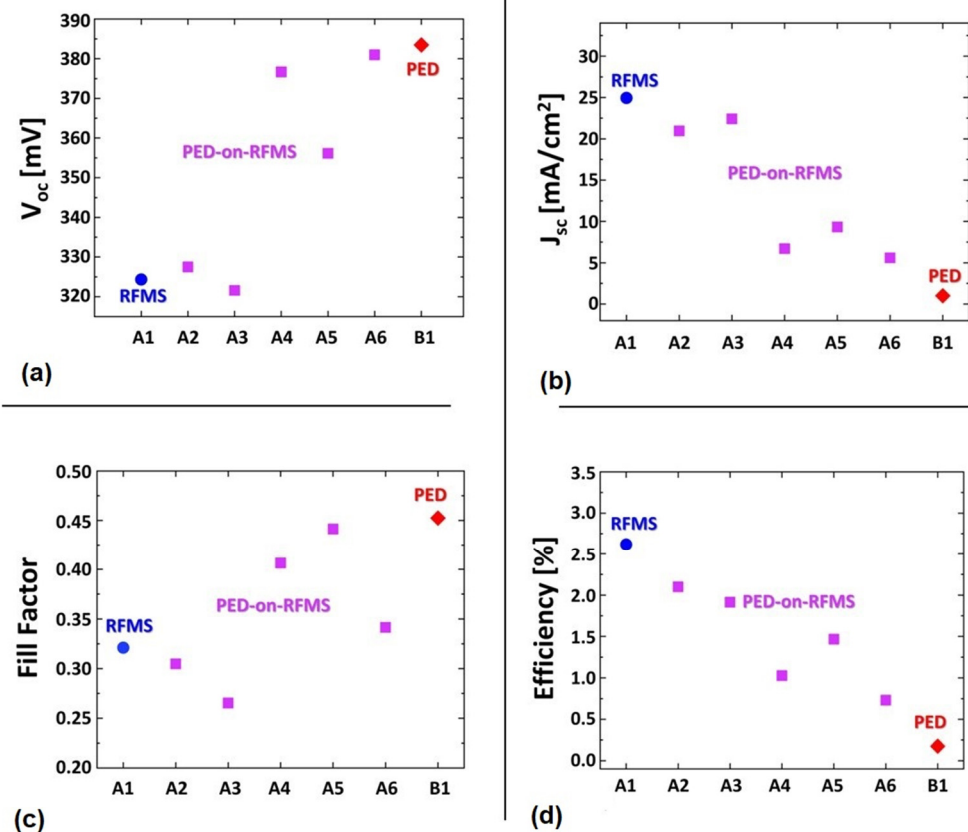 390
380
370
360
350
340
330
320
V_oc [mV]
RFMS
PED-on-RFMS
PED
A1 A2 A3 A4 A5 A6 B1
(a)
30
25
20
15
10
5
0
J_sc [mA/cm²]
RFMS
PED-on-RFMS
PED
A1 A2 A3 A4 A5 A6 B1
(b)
0.50
0.45
0.40
0.35
0.30
0.25
0.20
Fill Factor
PED
PED-on-RFMS
RFMS
A1 A2 A3 A4 A5 A6 B1
(c)
3.5
3.0
2.5
2.0
1.5
1.0
0.5
0.0
Efficiency [%]
RFMS
PED-on-RFMS
PED
A1 A2 A3 A4 A5 A6 B1
(d)